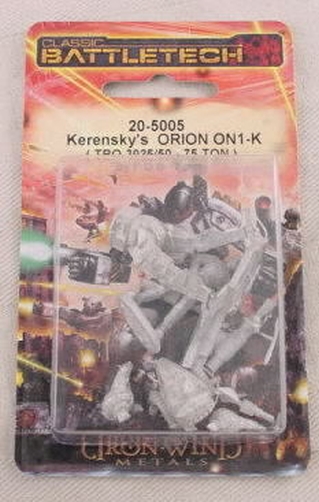 CLASSIC
BATTLETECH
20-5005
Kerensky's ORION ON1-K
( TRO 3025/50 - 75 TON )
IRON WIND
METALS